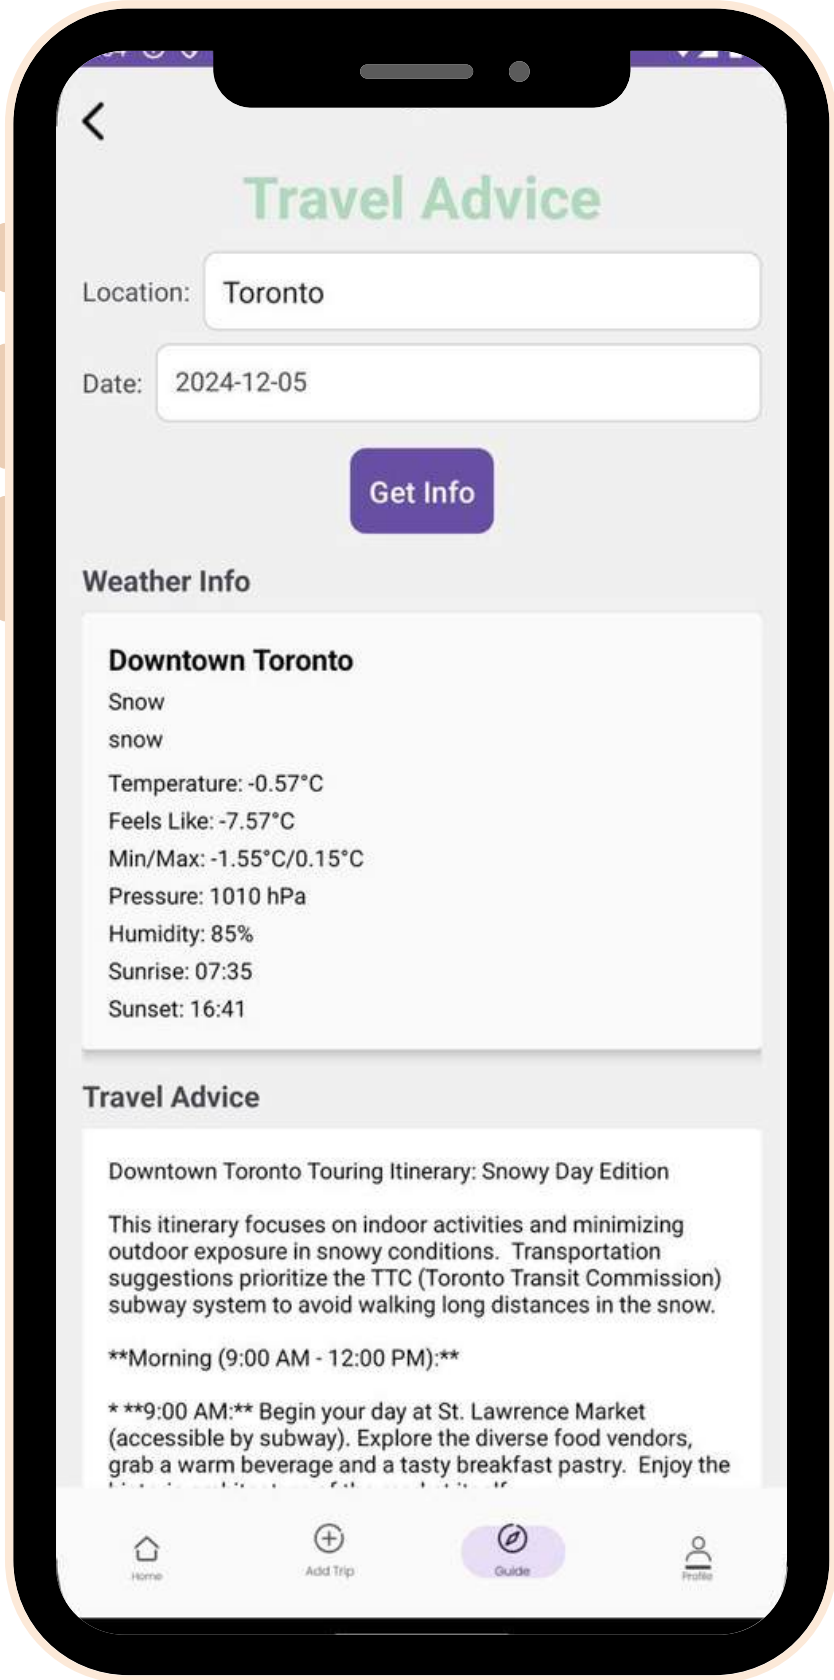 Travel Advice
Location: Toronto
Date: 2024-12-05
Get Info
Weather Info
Downtown Toronto
Snow
snow
Temperature: -0.57°C
Feels Like: -7.57°C
Min/Max: -1.55°C/0.15°C
Pressure: 1010 hPa
Humidity: 85%
Sunrise: 07:35
Sunset: 16:41
Travel Advice
Downtown Toronto Touring Itinerary: Snowy Day Edition
This itinerary focuses on indoor activities and minimizing
outdoor exposure in snowy conditions.  Transportation
suggestions prioritize the TTC (Toronto Transit Commission)
subway system to avoid walking long distances in the snow.
**Morning (9:00 AM - 12:00 PM):**
* **9:00 AM:** Begin your day at St. Lawrence Market
(accessible by subway). Explore the diverse food vendors,
grab a warm beverage and a tasty breakfast pastry.  Enjoy the
Home
Add Trip
Guide
Profile